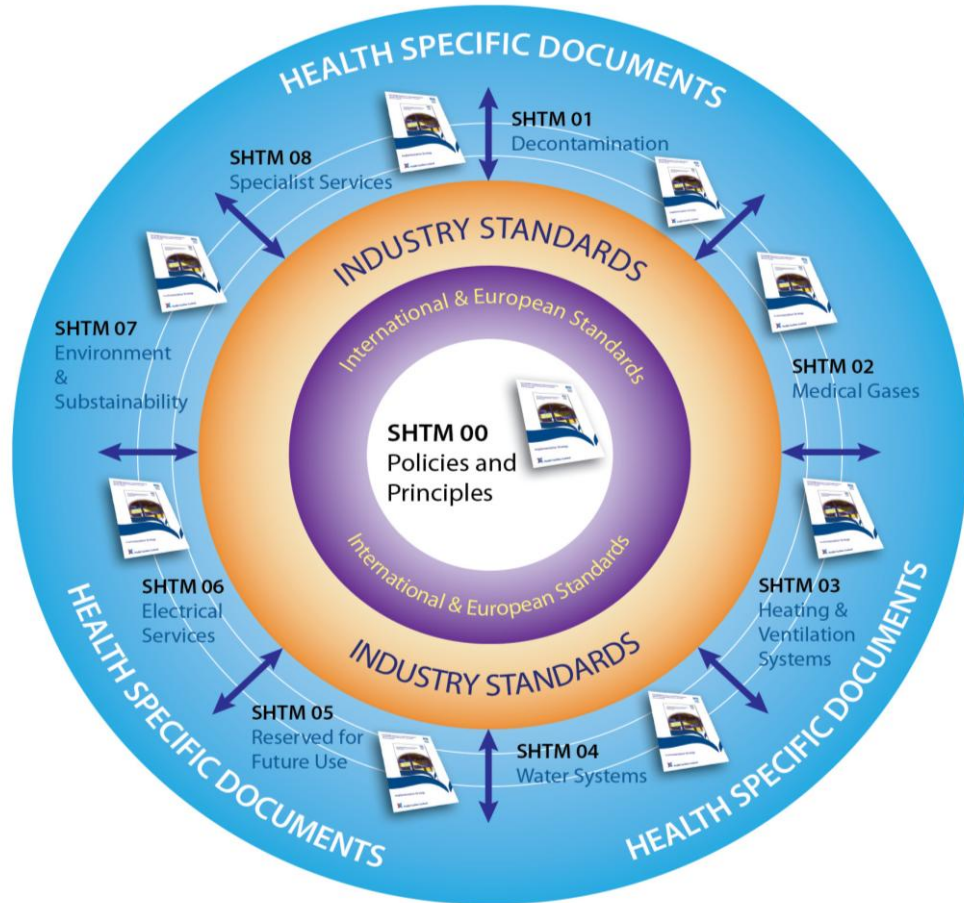 HEALTH SPECIFIC DOCUMENTS
SHTM 01
Decontamination
SHTM 08
Specialist Services
INDUSTRY STANDARDS
International & European Standards
SHTM 07
Environment
&
Substainability
SHTM 02
Medical Gases
SHTM 00
Policies and
Principles
International & European Standards
SHTM 06
Electrical
Services
SHTM 03
Heating &
Ventilation
Systems
INDUSTRY STANDARDS
SHTM 05
Reserved for
Future Use
SHTM 04
Water Systems
HEALTH SPECIFIC DOCUMENTS
HEALTH SPECIFIC DOCUMENTS